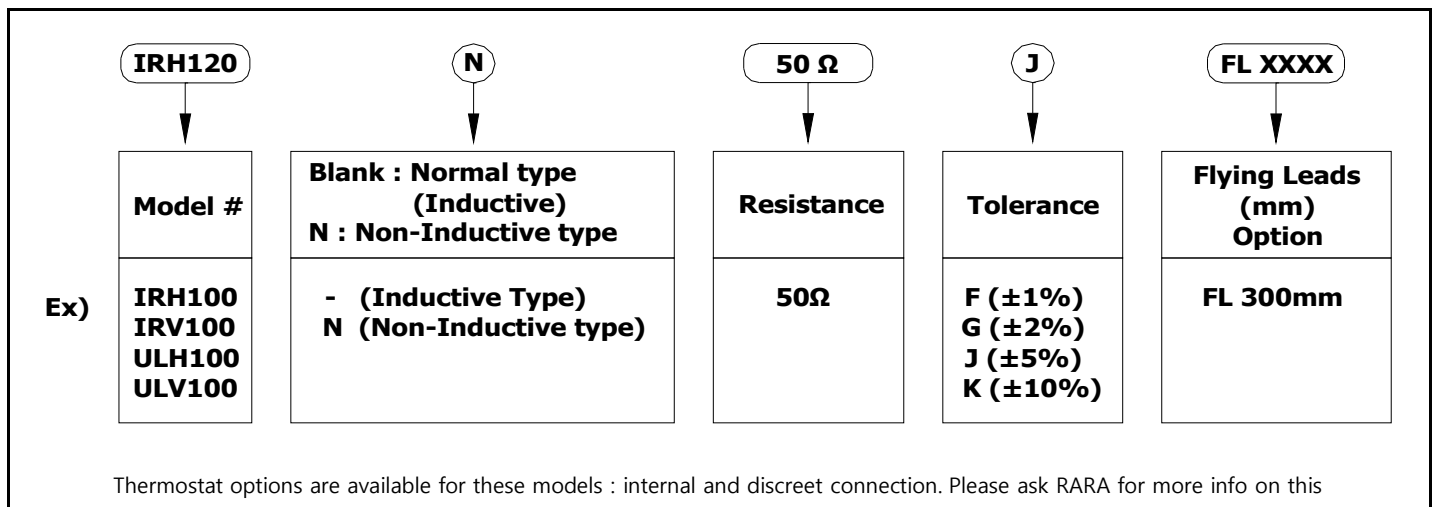 IRH120 N 50 Ω J FL XXXX
Model #
Blank : Normal type
(Inductive)
N : Non-Inductive type
Resistance
Tolerance
Flying Leads
(mm)
Option
Ex)
IRH100
IRV100
ULH100
ULV100
- (Inductive Type)
N (Non-Inductive type)
50Ω
F (±1%)
G (±2%)
J (±5%)
K (±10%)
FL 300mm
Thermostat options are available for these models : internal and discreet connection. Please ask RARA for more info on this